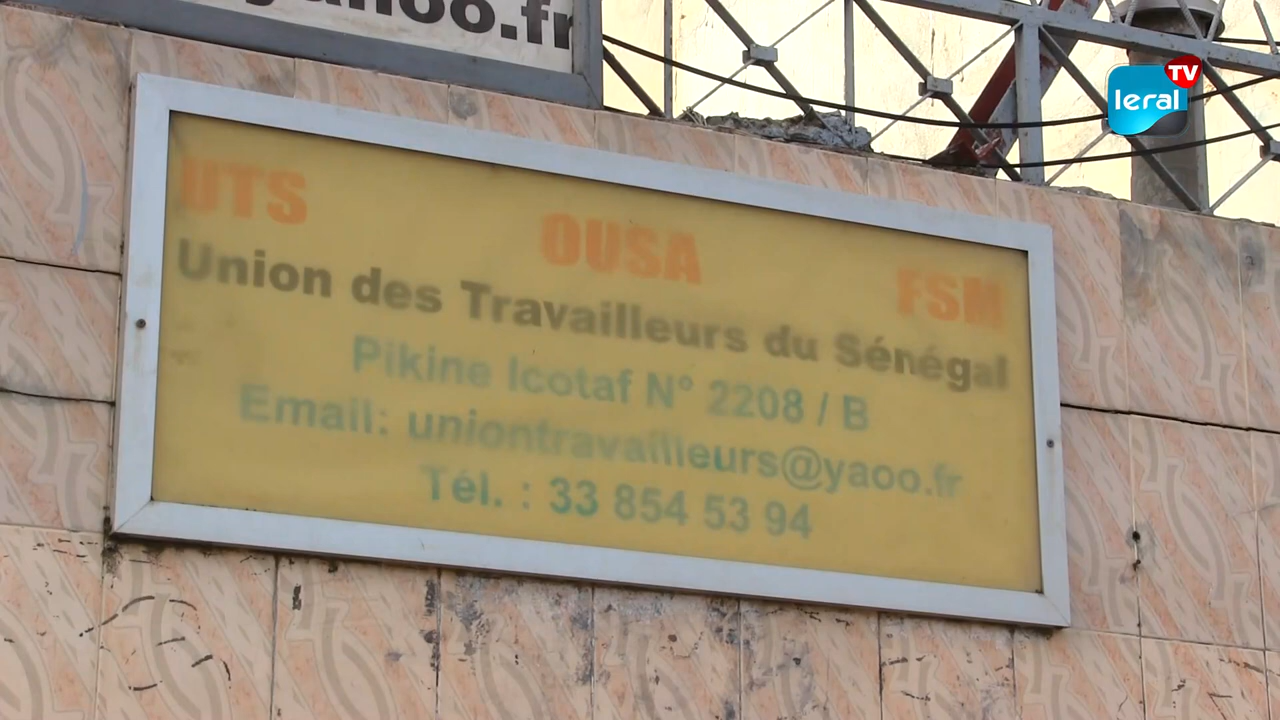 yahoo.fr
TV
leral
UTS OUSA FSM
Union des Travailleurs du Sénégal
Pikine Icotaf N° 2208 / B
Email: uniontravailleurs@yaoo.fr
Tél. : 33 854 53 94